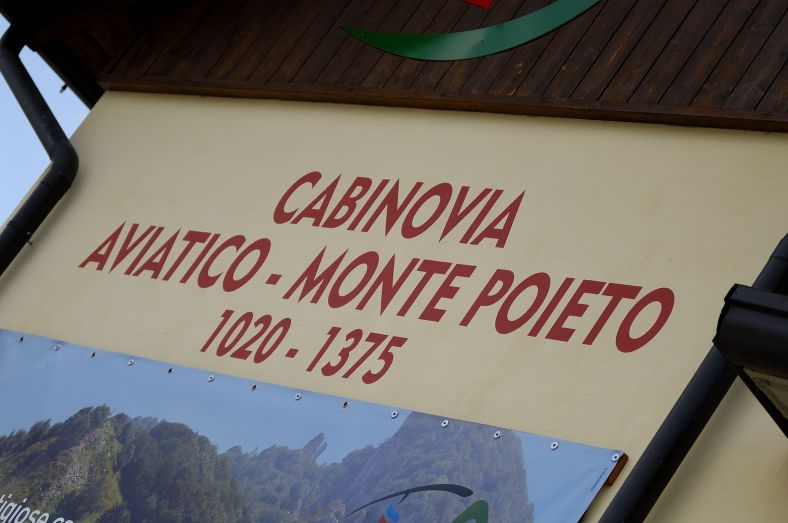 CABINOVIA
AVIATICO - MONTE POIETO
1020 - 1375